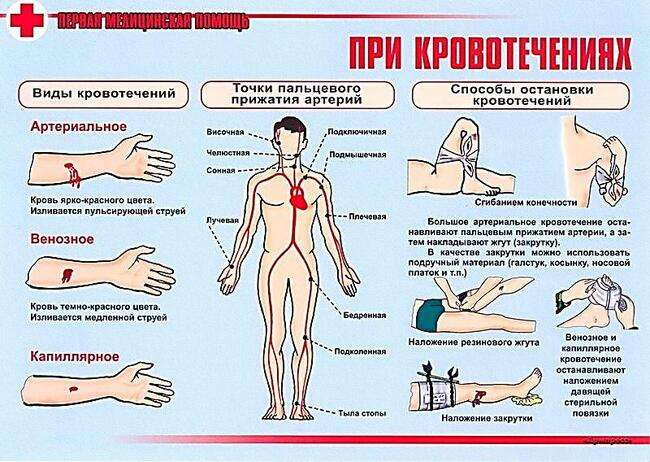 ПЕРВАЯ МЕДИЦИНСКАЯ ПОМОЩЬ
ПРИ КРОВОТЕЧЕНИЯХ
Виды кровотечений
Артериальное
Кровь ярко-красного цвета.
Изливается пульсирующей струей
Венозное
Кровь темно-красного цвета.
Изливается медленной струей
Капиллярное
Точки пальцевого
прижатия артерий
Височная
Челюстная
Сонная
Лучевая
Подключичная
Подмышечная
Плечевая
Бедренная
Подколенная
Тыла стопы
Способы остановки
кровотечений
Сгибанием конечности
Большое артериальное кровотечение оста-
навливают пальцевым прижатием артерии, а за-
тем накладывают жгут (закрутку).
В качестве закрутки можно использовать
подручный материал (галстук, косынку, носовой
платок и т.п.)
Наложение резинового жгута
Наложение закрутки
Венозное и
капиллярное
кровотечение
останавливают
наложением
давящей
стерильной
повязки